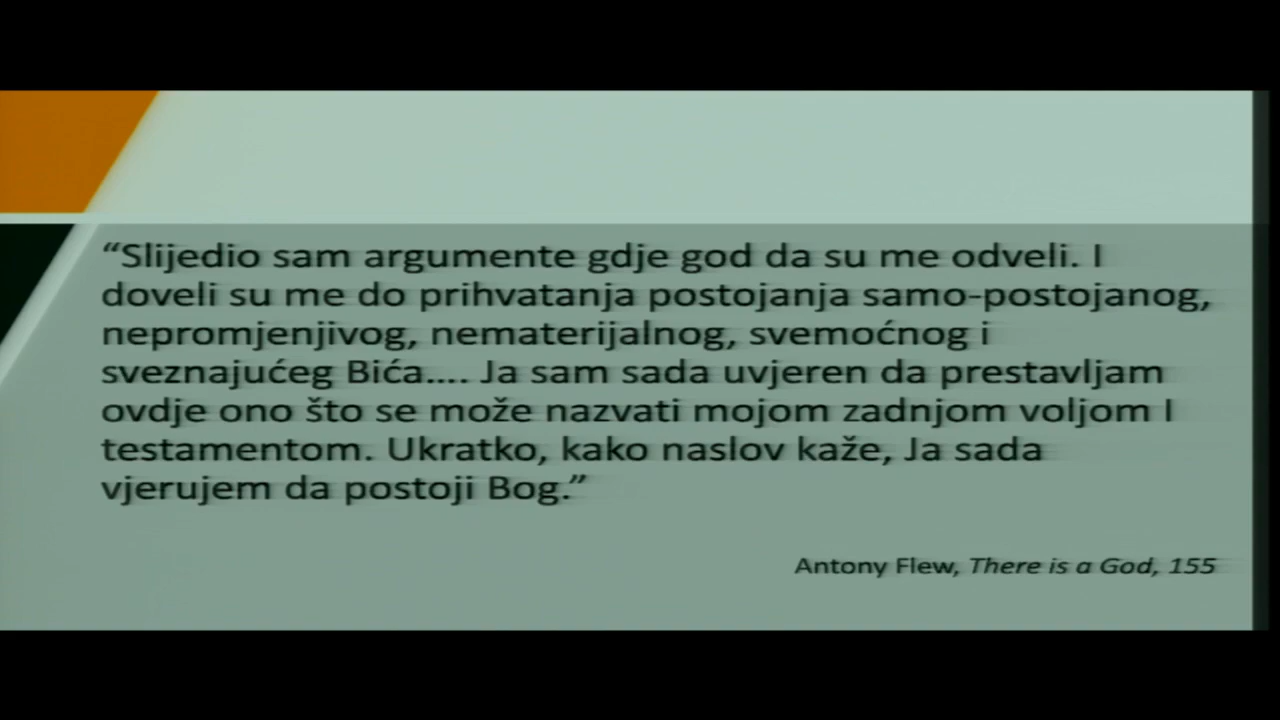 “Slijedio sam argumente gdje god da su me odveli. I
doveli su me do prihvatanja postojanja samo-postojanog,
nepromjenjivog, nematerijalnog, svemoćnog i
sveznajućeg Bića.... Ja sam sada uvjeren da prestavljam
ovdje ono što se može nazvati mojom zadnjom voljom I
testamentom. Ukratko, kako naslov kaže, Ja sada
vjerujem da postoji Bog.”
Antony Flew, There is a God, 155